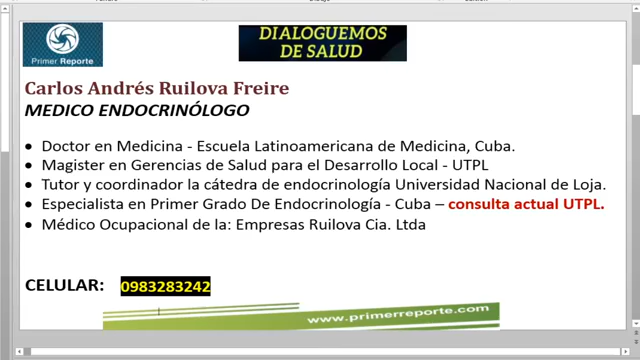 DIALOGUEMOS
DE SALUD
Primer Reporte
Carlos Andrés Ruilova Freire
MEDICO ENDOCRINÓLOGO
• Doctor en Medicina - Escuela Latinoamericana de Medicina, Cuba.
• Magister en Gerencias de Salud para el Desarrollo Local - UTPL
• Tutor y coordinador la cátedra de endocrinología Universidad Nacional de Loja.
• Especialista en Primer Grado De Endocrinología - Cuba – consulta actual UTPL.
• Médico Ocupacional de la: Empresas Ruilova Cia. Ltda
CELULAR: 0983283242
www.primerreporte.com